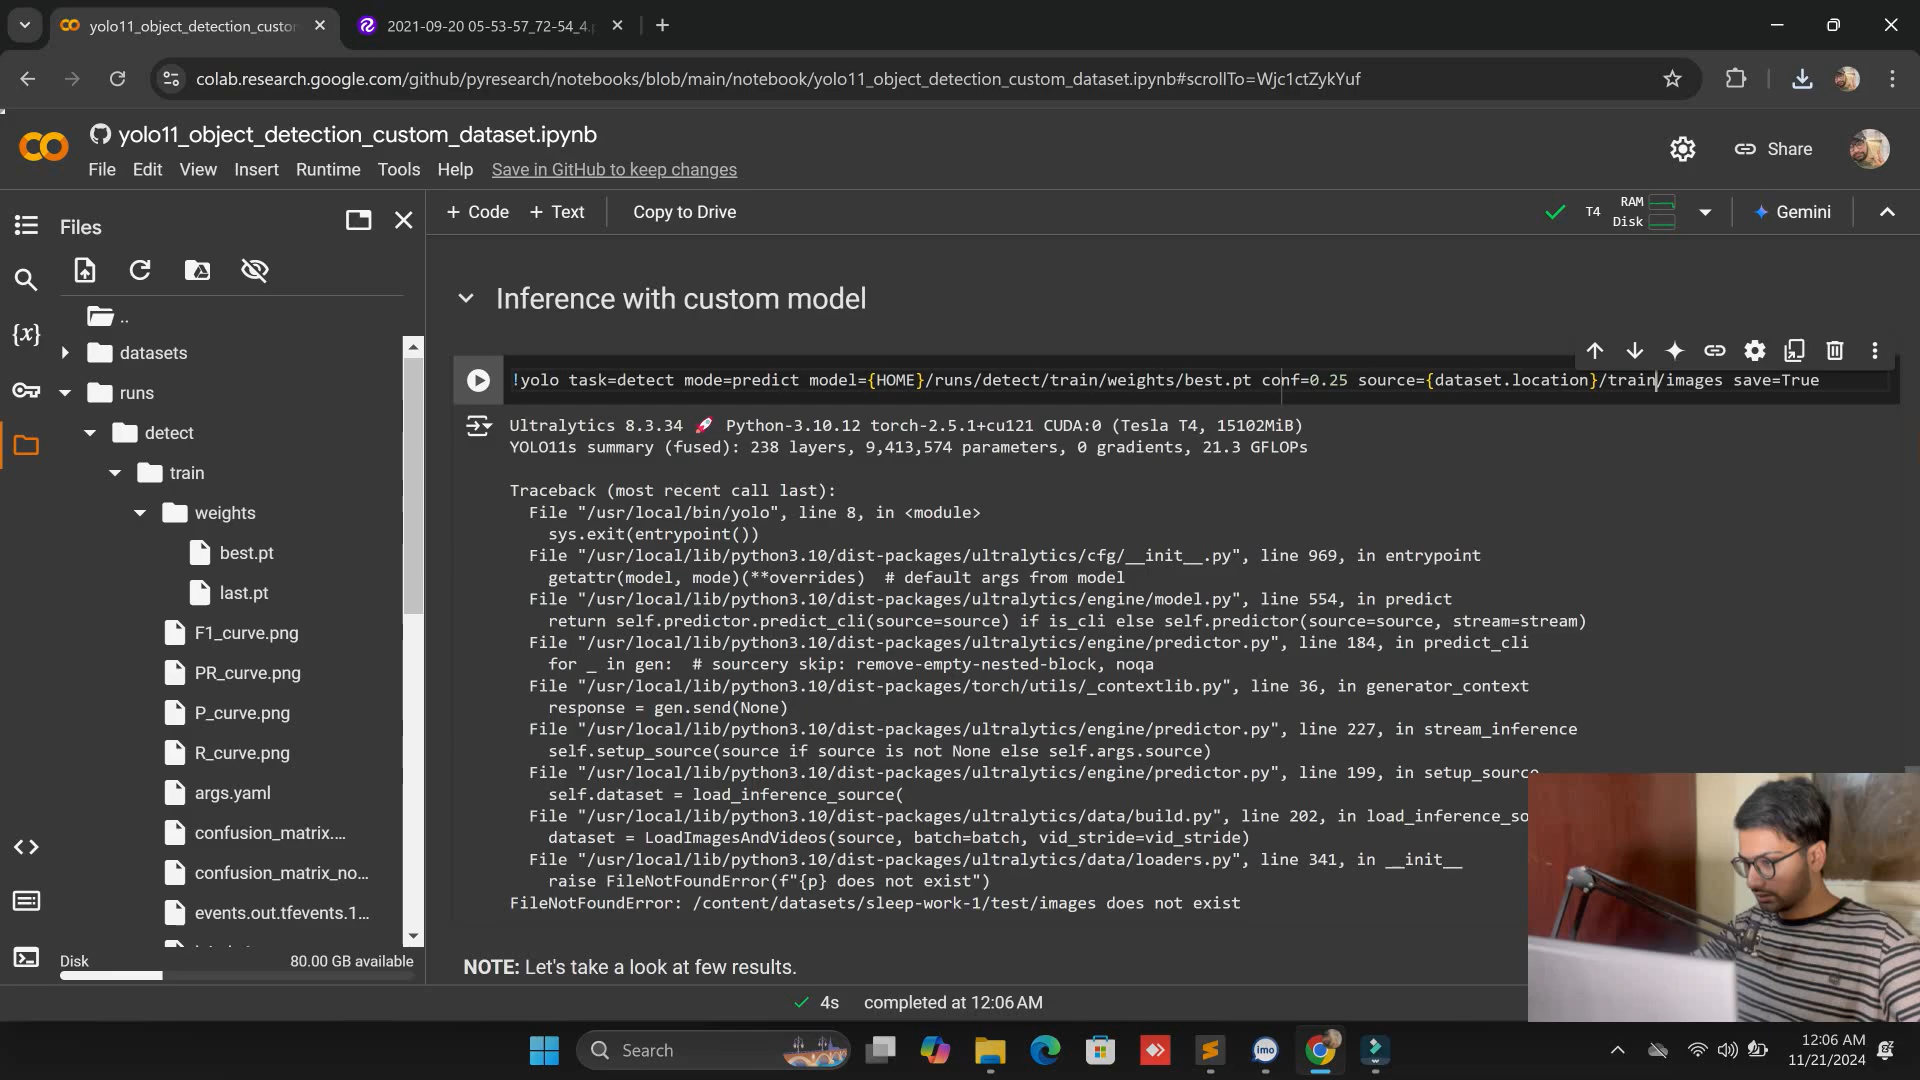 yolo11_object_detection_custo
2021-09-20 05-53-57_72-54_4.
colab.research.google.com/github/pyresearch/notebooks/blob/main/notebook/yolo11_object_detection_custom_dataset.ipynb#scrollTo=Wjc1ctZykYuf
yolo11_object_detection_custom_dataset.ipynb
File Edit View Insert Runtime Tools Help Save in GitHub to keep changes
Share
Files
+ Code + Text Copy to Drive
T4 RAM
Disk
Gemini
..
datasets
runs
detect
train
weights
best.pt
last.pt
F1_curve.png
PR_curve.png
P_curve.png
R_curve.png
args.yaml
confusion_matrix....
confusion_matrix_no...
events.out.tfevents.1...
Disk 80.00 GB available
Inference with custom model
!yolo task=detect mode=predict model={HOME}/runs/detect/train/weights/best.pt conf=0.25 source={dataset.location}/train/images save=True
Ultralytics 8.3.34 🚀 Python-3.10.12 torch-2.5.1+cu121 CUDA:0 (Tesla T4, 15102MiB)
YOLO11s summary (fused): 238 layers, 9,413,574 parameters, 0 gradients, 21.3 GFLOPs
Traceback (most recent call last):
File "/usr/local/bin/yolo", line 8, in <module>
sys.exit(entrypoint())
File "/usr/local/lib/python3.10/dist-packages/ultralytics/cfg/__init__.py", line 969, in entrypoint
getattr(model, mode)(**overrides)  # default args from model
File "/usr/local/lib/python3.10/dist-packages/ultralytics/engine/model.py", line 554, in predict
return self.predictor.predict_cli(source=source) if is_cli else self.predictor(source=source, stream=stream)
File "/usr/local/lib/python3.10/dist-packages/ultralytics/engine/predictor.py", line 184, in predict_cli
for _ in gen:  # sourcery skip: remove-empty-nested-block, noqa
File "/usr/local/lib/python3.10/dist-packages/torch/utils/_contextlib.py", line 36, in generator_context
response = gen.send(None)
File "/usr/local/lib/python3.10/dist-packages/ultralytics/engine/predictor.py", line 227, in stream_inference
self.setup_source(source if source is not None else self.args.source)
File "/usr/local/lib/python3.10/dist-packages/ultralytics/engine/predictor.py", line 199, in setup_source
self.dataset = load_inference_source(
File "/usr/local/lib/python3.10/dist-packages/ultralytics/data/build.py", line 202, in load_inference_so
dataset = LoadImagesAndVideos(source, batch=batch, vid_stride=vid_stride)
File "/usr/local/lib/python3.10/dist-packages/ultralytics/data/loaders.py", line 341, in __init__
raise FileNotFoundError(f"{p} does not exist")
FileNotFoundError: /content/datasets/sleep-work-1/test/images does not exist
NOTE: Let's take a look at few results.
4s completed at 12:06 AM
Search
imo
12:06 AM
11/21/2024